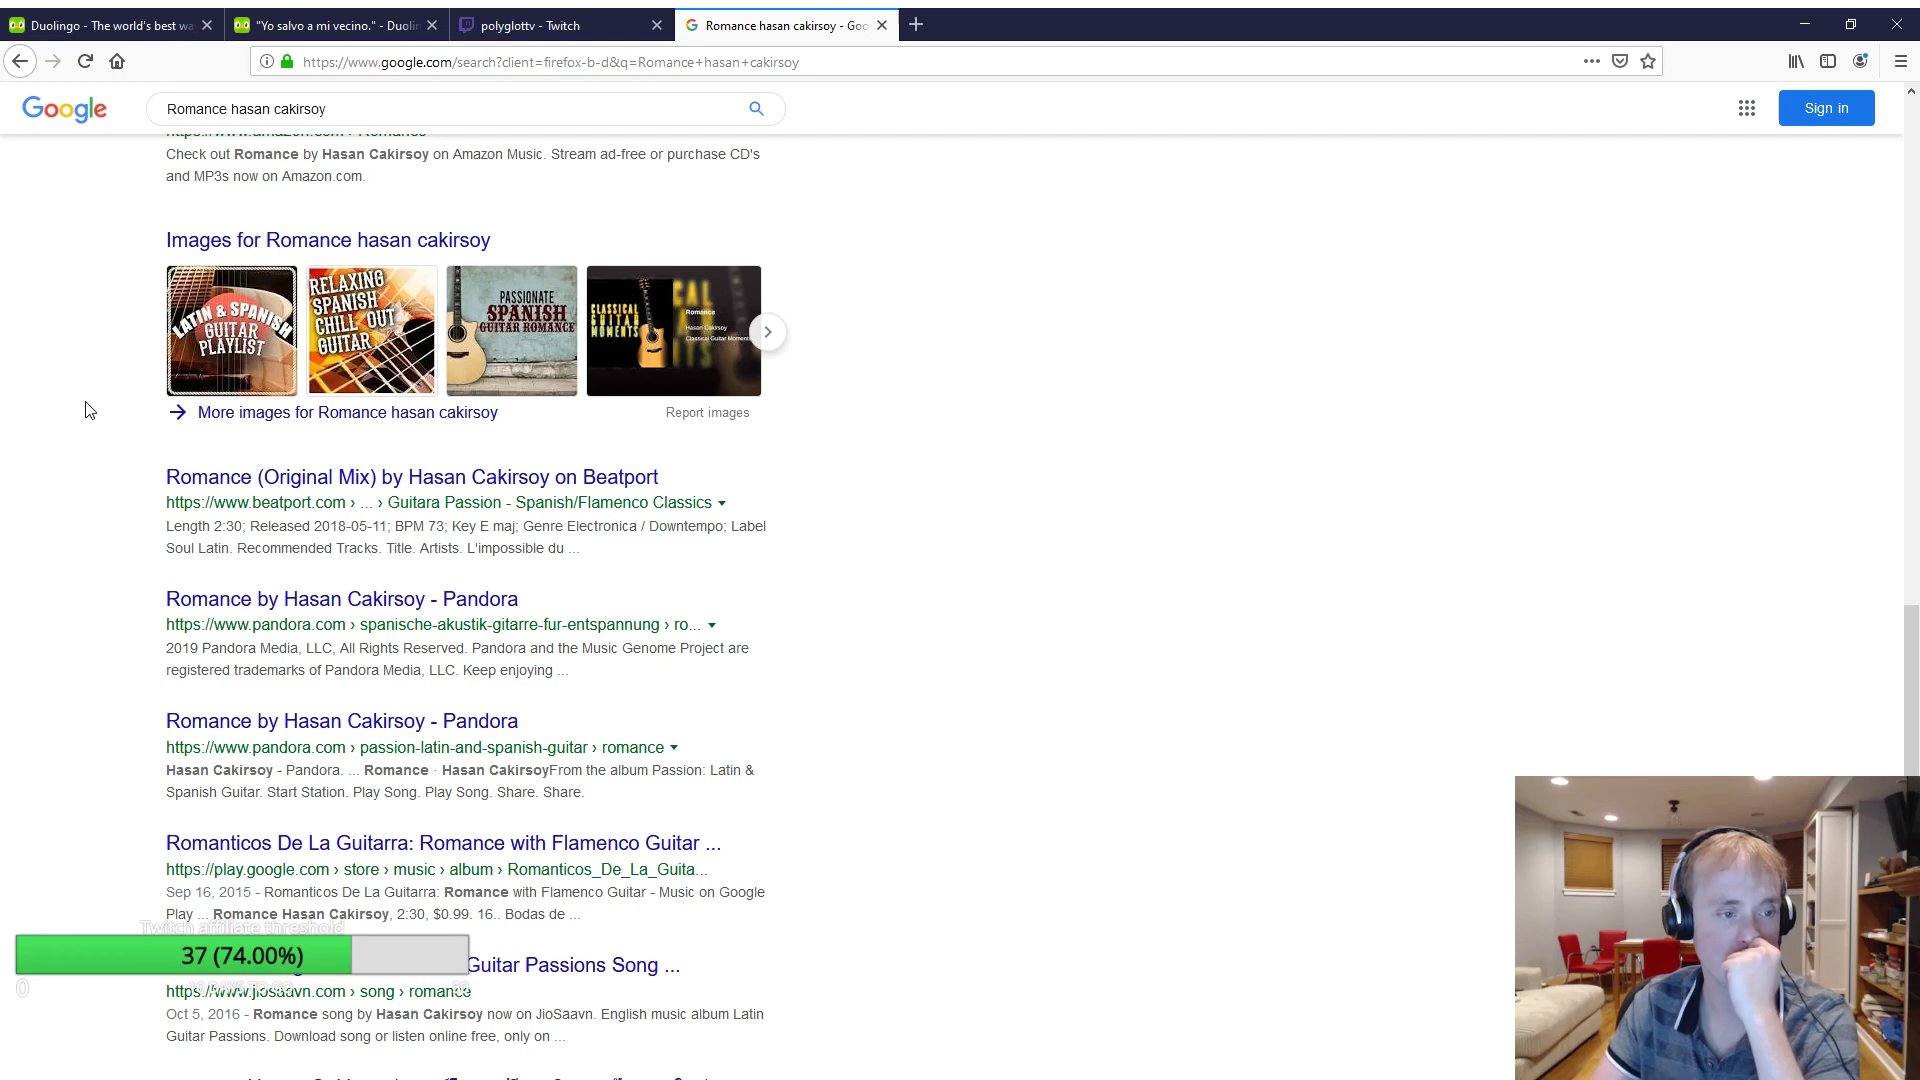 Duolingo - The world's best wa
"Yo salvo a mi vecino." - Duolin
polyglottv - Twitch
Romance hasan cakirsoy - Goo
https://www.google.com/search?client=firefox-b-d&q=Romance+hasan+cakirsoy
Google
Romance hasan cakirsoy
Sign in
https://www.amazon.com › Romance
Check out Romance by Hasan Cakirsoy on Amazon Music. Stream ad-free or purchase CD's
and MP3s now on Amazon.com.
Images for Romance hasan cakirsoy
LATIN & SPANISH
GUITAR
PLAYLIST
RELAXING
SPANISH
CHILL OUT
GUITAR
PASSIONATE
SPANISH
GUITAR ROMANCE
CLASSICAL
GUITAR
MOMENTS
Romance
Hasan Cakirsoy
Classical Guitar Moments
More images for Romance hasan cakirsoy
Report images
Romance (Original Mix) by Hasan Cakirsoy on Beatport
https://www.beatport.com › ... › Guitara Passion - Spanish/Flamenco Classics
Length 2:30; Released 2018-05-11; BPM 73; Key E maj; Genre Electronica / Downtempo; Label
Soul Latin. Recommended Tracks. Title. Artists. L'impossible du ...
Romance by Hasan Cakirsoy - Pandora
https://www.pandora.com › spanische-akustik-gitarre-fur-entspannung › ro...
2019 Pandora Media, LLC, All Rights Reserved. Pandora and the Music Genome Project are
registered trademarks of Pandora Media, LLC. Keep enjoying ...
Romance by Hasan Cakirsoy - Pandora
https://www.pandora.com › passion-latin-and-spanish-guitar › romance
Hasan Cakirsoy - Pandora. ... Romance · Hasan CakirsoyFrom the album Passion: Latin &
Spanish Guitar. Start Station. Play Song. Play Song. Share. Share.
Romanticos De La Guitarra: Romance with Flamenco Guitar ...
https://play.google.com › store › music › album › Romanticos_De_La_Guita...
Sep 16, 2015 - Romanticos De La Guitarra: Romance with Flamenco Guitar - Music on Google
Play ... Romance Hasan Cakirsoy, 2:30, $0.99. 16.. Bodas de ...
Twitch affiliate threshold
37 (74.00%)
0
Guitar Passions Song ...
https://www.jiosaavn.com › song › romance
Oct 5, 2016 - Romance song by Hasan Cakirsoy now on JioSaavn. English music album Latin
Guitar Passions. Download song or listen online free, only on ...